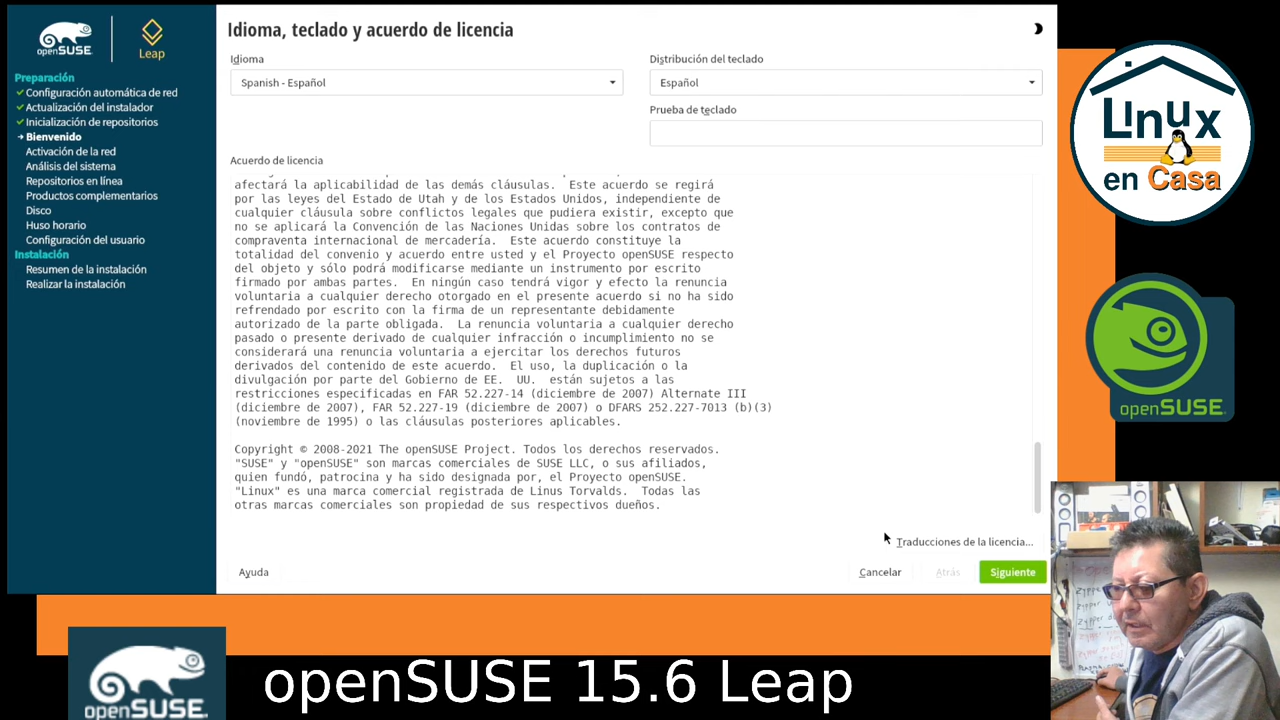 openSUSE
Leap
Preparación
Configuración automática de red
Actualización del instalador
Inicialización de repositorios
Bienvenido
Activación de la red
Análisis del sistema
Repositorios en línea
Productos complementarios
Disco
Huso horario
Configuración del usuario
Instalación
Resumen de la instalación
Realizar la instalación
Idioma, teclado y acuerdo de licencia
Idioma
Spanish - Español
Distribución del teclado
Español
Prueba de teclado
Acuerdo de licencia
afectará la aplicabilidad de las demás cláusulas.  Este acuerdo se regirá
por las leyes del Estado de Utah y de los Estados Unidos, independiente de
cualquier cláusula sobre conflictos legales que pudiera existir, excepto que
no se aplicará la Convención de las Naciones Unidas sobre los contratos de
compraventa internacional de mercadería.  Este acuerdo constituye la
totalidad del convenio y acuerdo entre usted y el Proyecto openSUSE respecto
del objeto y sólo podrá modificarse mediante un instrumento por escrito
firmado por ambas partes.  En ningún caso tendrá vigor y efecto la renuncia
voluntaria a cualquier derecho otorgado en el presente acuerdo si no ha sido
refrendado por escrito con la firma de un representante debidamente
autorizado de la parte obligada.  La renuncia voluntaria a cualquier derecho
pasado o presente derivado de cualquier infracción o incumplimiento no se
considerará una renuncia voluntaria a ejercitar los derechos futuros
derivados del contenido de este acuerdo.  El uso, la duplicación o la
divulgación por parte del Gobierno de EE.  UU.  están sujetos a las
restricciones especificadas en FAR 52.227-14 (diciembre de 2007) Alternate III
(diciembre de 2007), FAR 52.227-19 (diciembre de 2007) o DFARS 252.227-7013 (b)(3)
(noviembre de 1995) o las cláusulas posteriores aplicables.
Copyright © 2008-2021 The openSUSE Project. Todos los derechos reservados.
"SUSE" y "openSUSE" son marcas comerciales de SUSE LLC, o sus afiliados,
quien fundó, patrocina y ha sido designada por, el Proyecto openSUSE.
"Linux" es una marca comercial registrada de Linus Torvalds.  Todas las
otras marcas comerciales son propiedad de sus respectivos dueños.
Traducciones de la licencia...
Ayuda
Cancelar
Atrás
Siguiente
Linux
en Casa
openSUSE
zypper
zypper
openSUSE
openSUSE 15.6 Leap